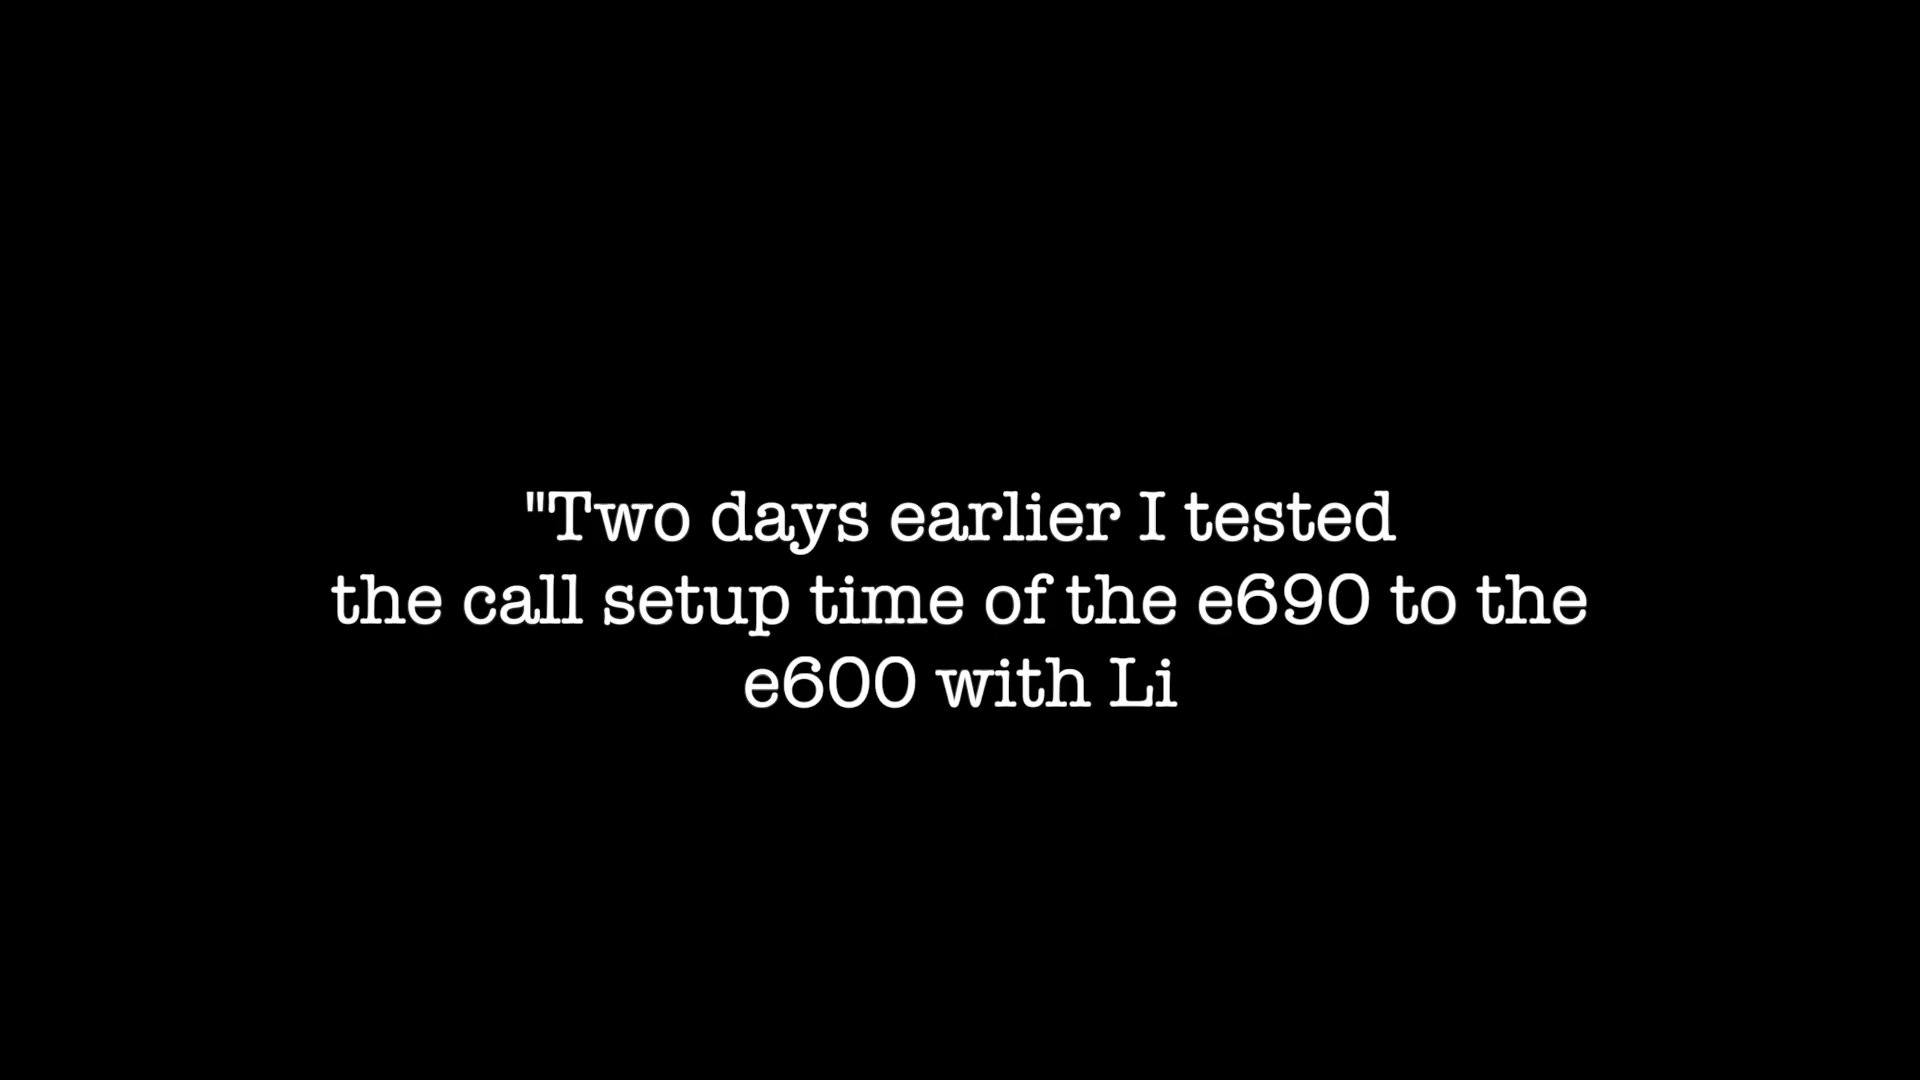 "Two days earlier I tested
the call setup time of the e690 to the
e600 with Li